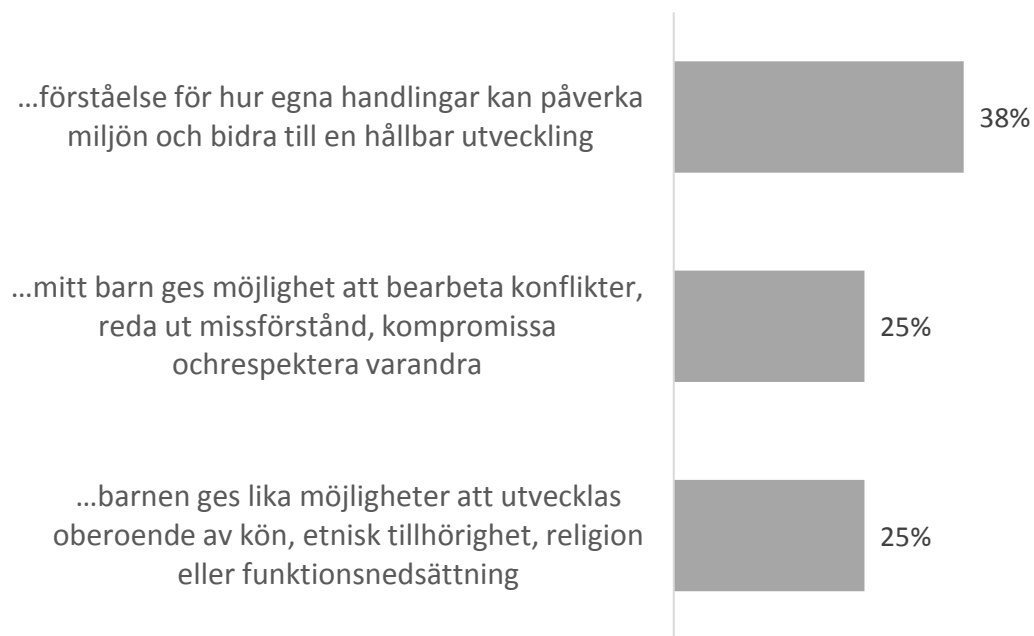 …förståelse för hur egna handlingar kan påverka
miljön och bidra till en hållbar utveckling
38%
…mitt barn ges möjlighet att bearbeta konflikter,
reda ut missförstånd, kompromissa
ochrespektera varandra
25%
…barnen ges lika möjligheter att utvecklas
oberoende av kön, etnisk tillhörighet, religion
eller funktionsnedsättning
25%